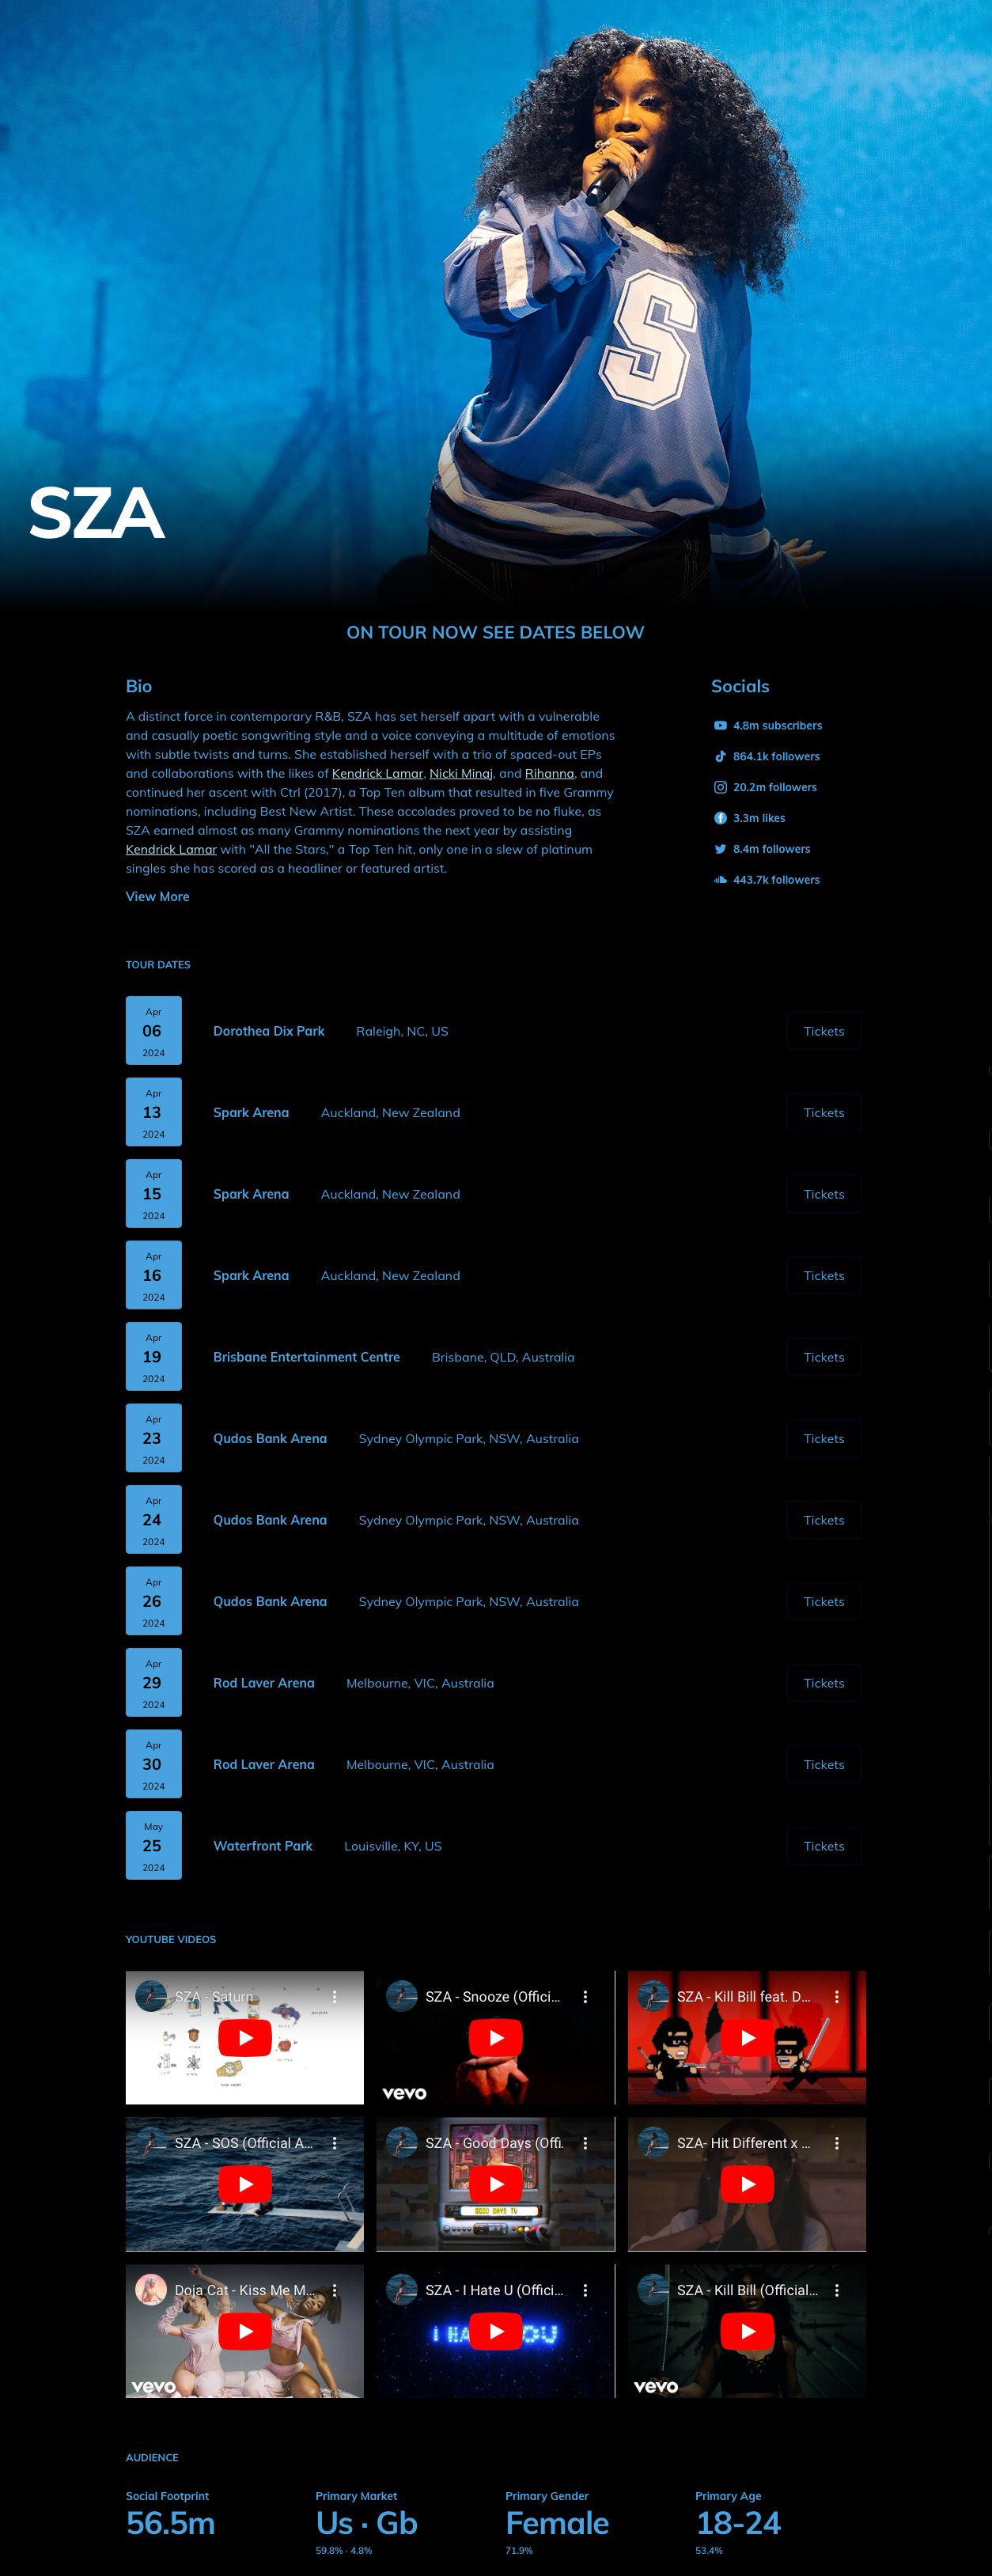 S
SZA
ON TOUR NOW SEE DATES BELOW
Bio
A distinct force in contemporary R&B, SZA has set herself apart with a vulnerable
and casually poetic songwriting style and a voice conveying a multitude of emotions
with subtle twists and turns. She established herself with a trio of spaced-out EPs
and collaborations with the likes of Kendrick Lamar, Nicki Minaj, and Rihanna, and
continued her ascent with Ctrl (2017), a Top Ten album that resulted in five Grammy
nominations, including Best New Artist. These accolades proved to be no fluke, as
SZA earned almost as many Grammy nominations the next year by assisting
Kendrick Lamar with "All the Stars," a Top Ten hit, only one in a slew of platinum
singles she has scored as a headliner or featured artist.
View More
Socials
4.8m subscribers
864.1k followers
20.2m followers
3.3m likes
8.4m followers
443.7k followers
TOUR DATES
Apr
06
2024
Dorothea Dix Park Raleigh, NC, US
Tickets
Apr
13
2024
Spark Arena Auckland, New Zealand
Tickets
Apr
15
2024
Spark Arena Auckland, New Zealand
Tickets
Apr
16
2024
Spark Arena Auckland, New Zealand
Tickets
Apr
19
2024
Brisbane Entertainment Centre Brisbane, QLD, Australia
Tickets
Apr
23
2024
Qudos Bank Arena Sydney Olympic Park, NSW, Australia
Tickets
Apr
24
2024
Qudos Bank Arena Sydney Olympic Park, NSW, Australia
Tickets
Apr
26
2024
Qudos Bank Arena Sydney Olympic Park, NSW, Australia
Tickets
Apr
29
2024
Rod Laver Arena Melbourne, VIC, Australia
Tickets
Apr
30
2024
Rod Laver Arena Melbourne, VIC, Australia
Tickets
May
25
2024
Waterfront Park Louisville, KY, US
Tickets
YOUTUBE VIDEOS
SZA - Saturn
SZA - Snooze (Offici...
vevo
SZA - Kill Bill feat. D...
SZA - SOS (Official A...
SZA - Good Days (Offi.
GOOD DAYS TV
SZA- Hit Different x ...
Doja Cat - Kiss Me M...
vevo
SZA - I Hate U (Offici...
SZA - Kill Bill (Official...
vevo
AUDIENCE
Social Footprint
56.5m
Primary Market
Us · Gb
59.8% · 4.8%
Primary Gender
Female
71.9%
Primary Age
18-24
53.4%